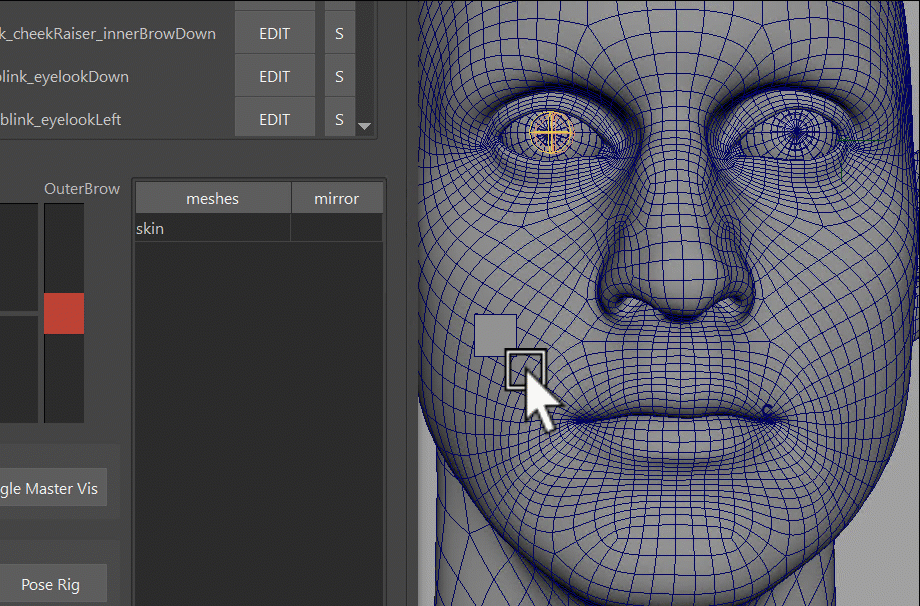 k_cheekRaiser_innerBrowDown EDIT S
blink_eyelookDown EDIT S
blink_eyelookLeft EDIT S
OuterBrow
meshes mirror
skin
gle Master Vis
Pose Rig